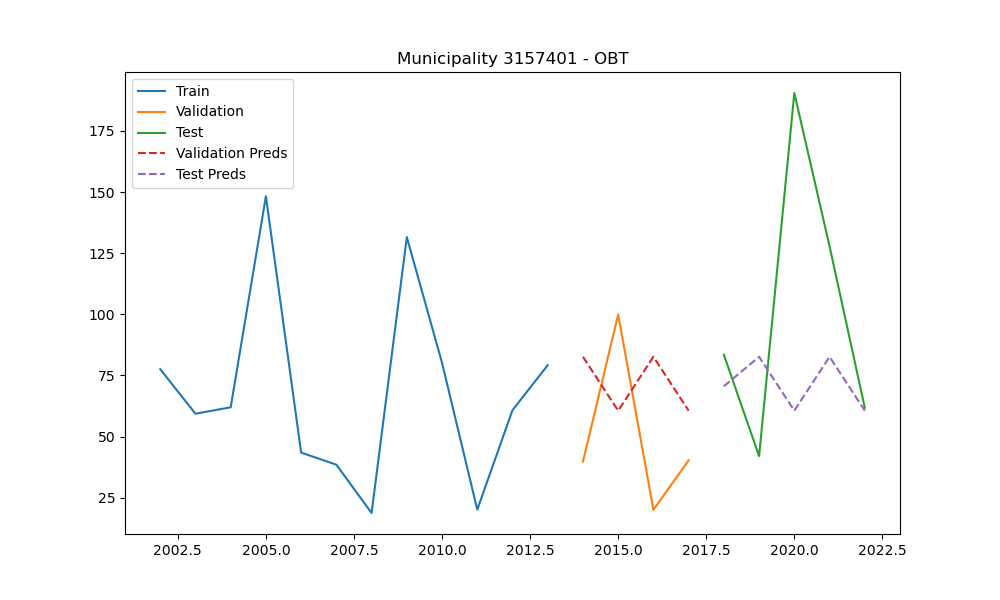 Municipality 3157401 - OBT
Train
Validation
Test
Validation Preds
Test Preds
175
150
125
100
75
50
25
2002.5 2005.0 2007.5 2010.0 2012.5 2015.0 2017.5 2020.0 2022.5